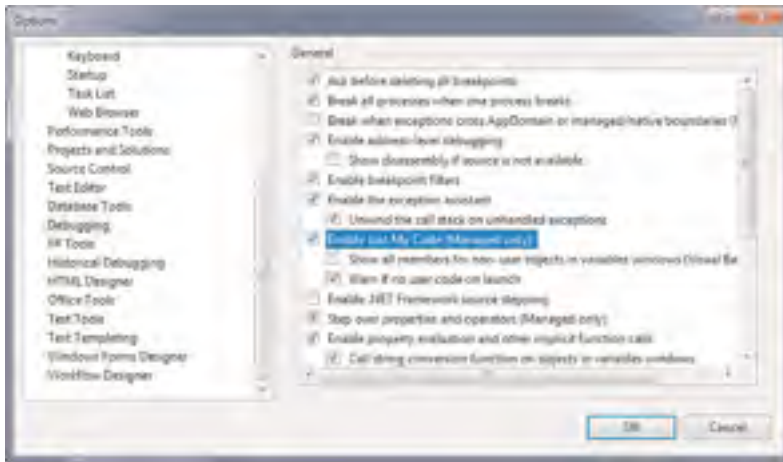 Options
Keyboard
Startup
Task List
Web Browser
Performance Tools
Projects and Solutions
Source Control
Text Editor
Database Tools
Debugging
F# Tools
Historical Debugging
HTML Designer
Office Tools
Test Tools
Text Templating
Windows Forms Designer
Workflow Designer
General
Ask before deleting all breakpoints
Break all processes when one process breaks
Break when exceptions cross AppDomain or managed/native boundaries (
Enable address-level debugging
Show disassembly if source is not available
Enable breakpoint filters
Enable the exception assistant
Unwind the call stack on unhandled exceptions
Enable Just My Code (Managed only)
Show all members for non-user objects in variables windows (Visual Ba
Warn if no user code on launch
Enable .NET Framework source stepping
Step over properties and operators (Managed only)
Enable property evaluation and other implicit function calls
Call string conversion function on objects in variables windows
OK
Cancel